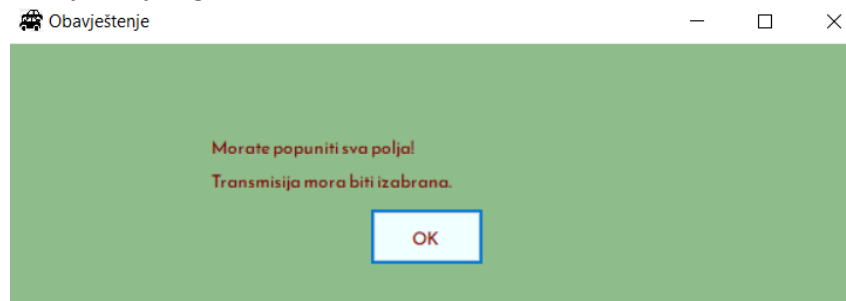 Obavještenje
Morate popuniti sva polja!
Transmisija mora biti izabrana.
OK